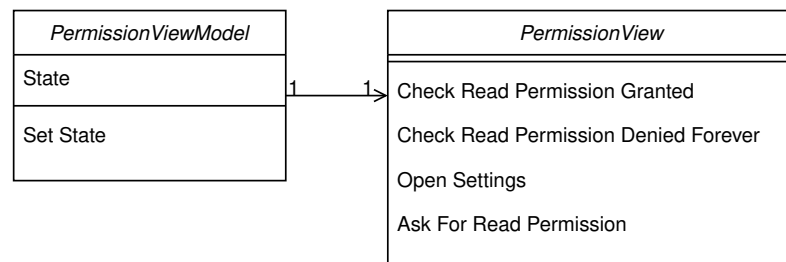 PermissionViewModel
State
Set State
1 1
PermissionView
Check Read Permission Granted
Check Read Permission Denied Forever
Open Settings
Ask For Read Permission